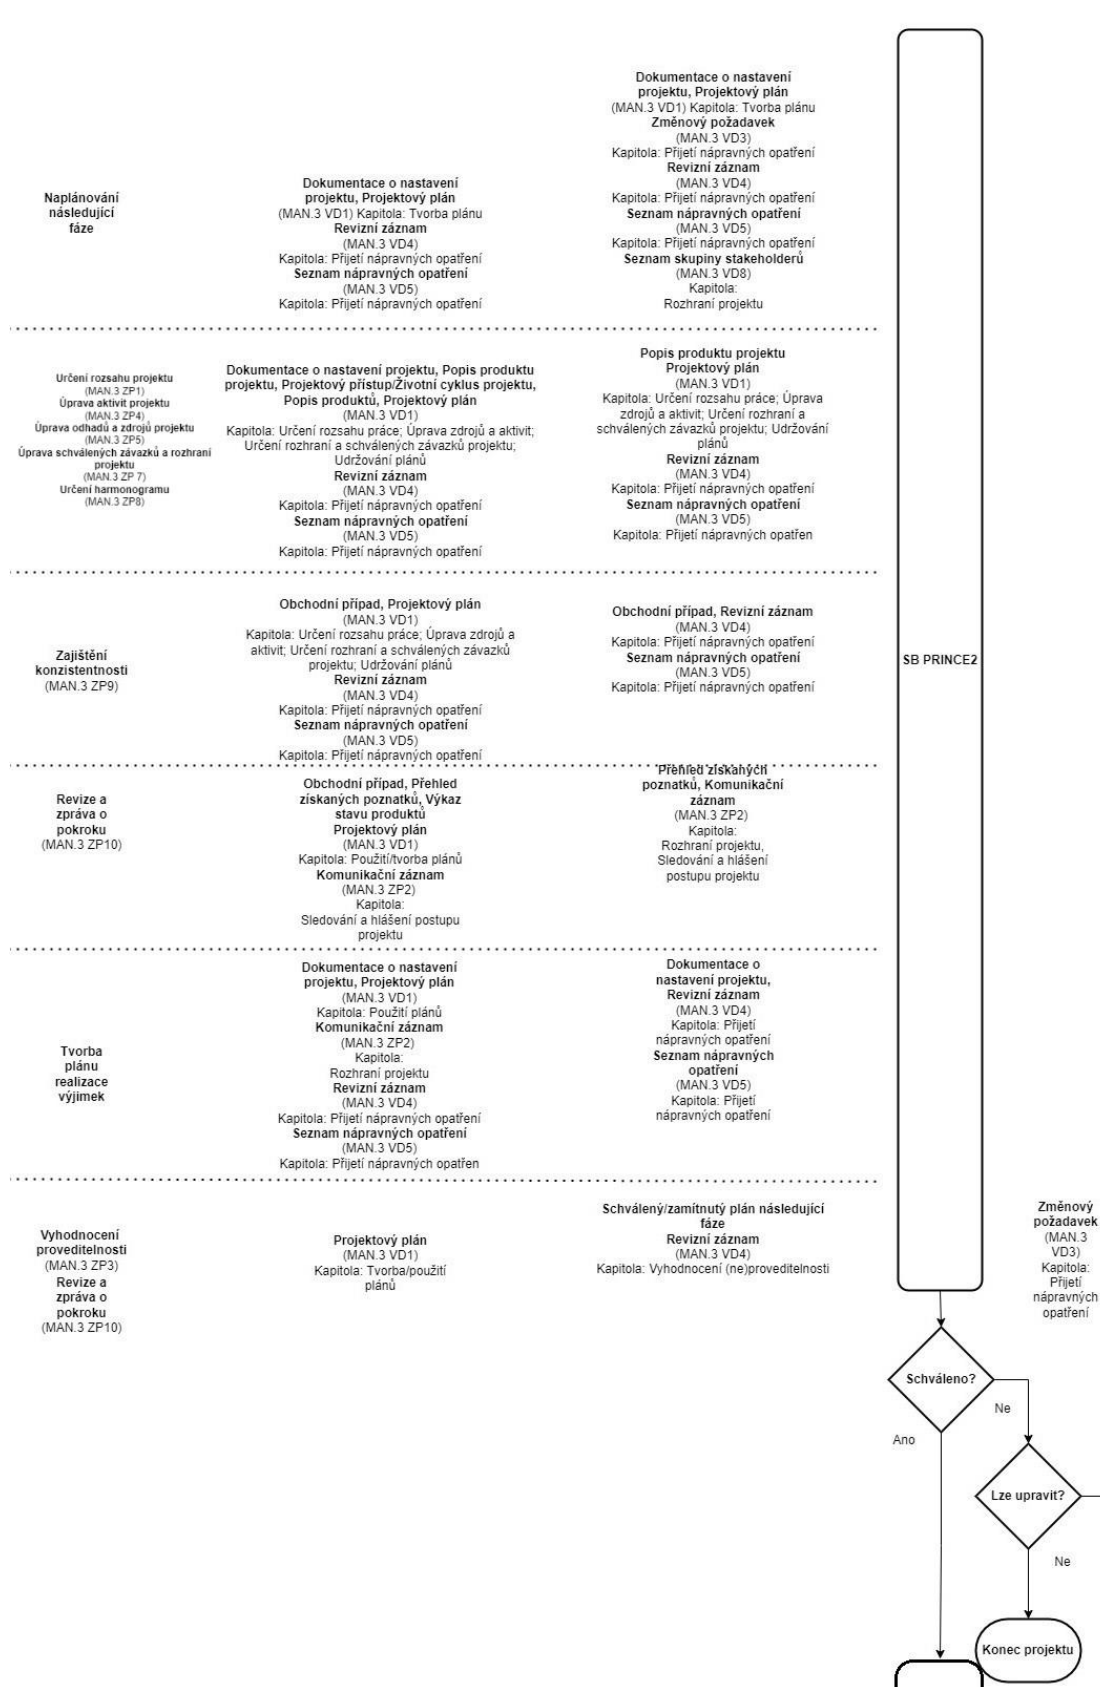 Naplánování
následující
fáze
Dokumentace o nastavení
projektu, Projektový plán
(MAN.3 VD1) Kapitola: Tvorba plánu
Revizní záznam
(MAN.3 VD4)
Kapitola: Přijetí nápravných opatření
Seznam nápravných opatření
(MAN.3 VD5)
Kapitola: Přijetí nápravných opatření
Dokumentace o nastavení
projektu, Projektový plán
(MAN.3 VD1) Kapitola: Tvorba plánu
Změnový požadavek
(MAN.3 VD3)
Kapitola: Přijetí nápravných opatření
Revizní záznam
(MAN.3 VD4)
Kapitola: Přijetí nápravných opatření
Seznam nápravných opatření
(MAN.3 VD5)
Kapitola: Přijetí nápravných opatření
Seznam skupiny stakeholderů
(MAN.3 VD8)
Kapitola:
Rozhraní projektu
Určení rozsahu projektu
(MAN.3 ZP1)
Úprava aktivit projektu
(MAN.3 ZP4)
Úprava odhadů a zdrojů projektu
(MAN.3 ZP5)
Úprava schválených závazků a rozhraní
projektu
(MAN.3 ZP 7)
Určení harmonogramu
(MAN.3 ZP8)
Dokumentace o nastavení projektu, Popis produktu
projektu, Projektový přístup/Životní cyklus projektu,
Popis produktů, Projektový plán
(MAN.3 VD1)
Kapitola: Určení rozsahu práce; Úprava zdrojů a aktivit;
Určení rozhraní a schválených závazků projektu;
Udržování plánů
Revizní záznam
(MAN.3 VD4)
Kapitola: Přijetí nápravných opatření
Seznam nápravných opatření
(MAN.3 VD5)
Kapitola: Přijetí nápravných opatření
Popis produktu projektu
Projektový plán
(MAN.3 VD1)
Kapitola: Určení rozsahu práce; Úprava
zdrojů a aktivit; Určení rozhraní a
schválených závazků projektu; Udržování
plánů
Revizní záznam
(MAN.3 VD4)
Kapitola: Přijetí nápravných opatření
Seznam nápravných opatření
(MAN.3 VD5)
Kapitola: Přijetí nápravných opatřen
Zajištění
konzistentnosti
(MAN.3 ZP9)
Obchodní případ, Projektový plán
(MAN.3 VD1)
Kapitola: Určení rozsahu práce; Úprava zdrojů a
aktivit; Určení rozhraní a schválených závazků
projektu; Udržování plánů
Revizní záznam
(MAN.3 VD4)
Kapitola: Přijetí nápravných opatření
Seznam nápravných opatření
(MAN.3 VD5)
Kapitola: Přijetí nápravných opatření
Obchodní případ, Revizní záznam
(MAN.3 VD4)
Kapitola: Přijetí nápravných opatření
Seznam nápravných opatření
(MAN.3 VD5)
Kapitola: Přijetí nápravných opatření
SB PRINCE2
Revize a
zpráva o
pokroku
(MAN.3 ZP10)
Obchodní případ, Přehled
získaných poznatků, Výkaz
stavu produktů
Projektový plán
(MAN.3 VD1)
Kapitola: Použití/tvorba plánů
Komunikační záznam
(MAN.3 ZP2)
Kapitola:
Sledování a hlášení postupu
projektu
Přehled získaných
poznatků, Komunikační
záznam
(MAN.3 ZP2)
Kapitola:
Rozhraní projektu,
Sledování a hlášení
postupu projektu
Tvorba
plánu
realizace
výjimek
Dokumentace o nastavení
projektu, Projektový plán
(MAN.3 VD1)
Kapitola: Použití plánů
Komunikační záznam
(MAN.3 ZP2)
Kapitola:
Rozhraní projektu
Revizní záznam
(MAN.3 VD4)
Kapitola: Přijetí nápravných opatření
Seznam nápravných opatření
(MAN.3 VD5)
Kapitola: Přijetí nápravných opatřen
Dokumentace o
nastavení projektu,
Revizní záznam
(MAN.3 VD4)
Kapitola: Přijetí
nápravných opatření
Seznam nápravných
opatření
(MAN.3 VD5)
Kapitola: Přijetí
nápravných opatření
Vyhodnocení
proveditelnosti
(MAN.3 ZP3)
Revize a
zpráva o
pokroku
(MAN.3 ZP10)
Projektový plán
(MAN.3 VD1)
Kapitola: Tvorba/použití
plánů
Schválený/zamítnutý plán následující
fáze
Revizní záznam
(MAN.3 VD4)
Kapitola: Vyhodnocení (ne)proveditelnosti
Změnový
požadavek
(MAN.3
VD3)
Kapitola:
Přijetí
nápravných
opatření
Schváleno?
Ne
Ano
Lze upravit?
Ne
Konec projektu